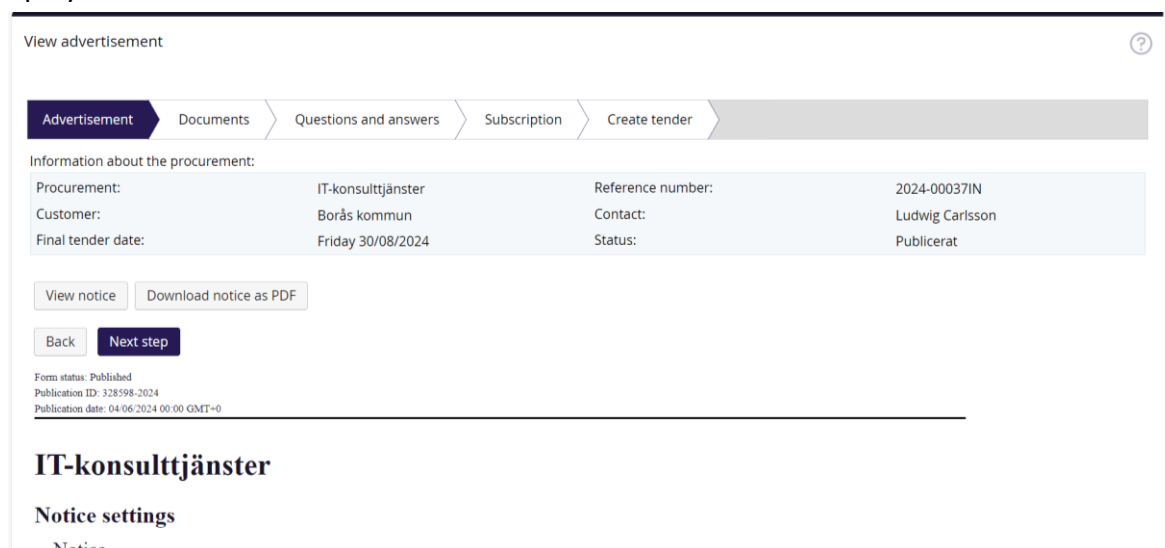 View advertisement
Advertisement Documents Questions and answers Subscription Create tender
Information about the procurement:
Procurement: IT-konsulttjänster Reference number: 2024-00037IN
Customer: Borås kommun Contact: Ludwig Carlsson
Final tender date: Friday 30/08/2024 Status: Publicerat
View notice Download notice as PDF
Back Next step
Form status: Published
Publication ID: 328598-2024
Publication date: 04/06/2024 00:00 GMT+0
IT-konsulttjänster
Notice settings
Notice